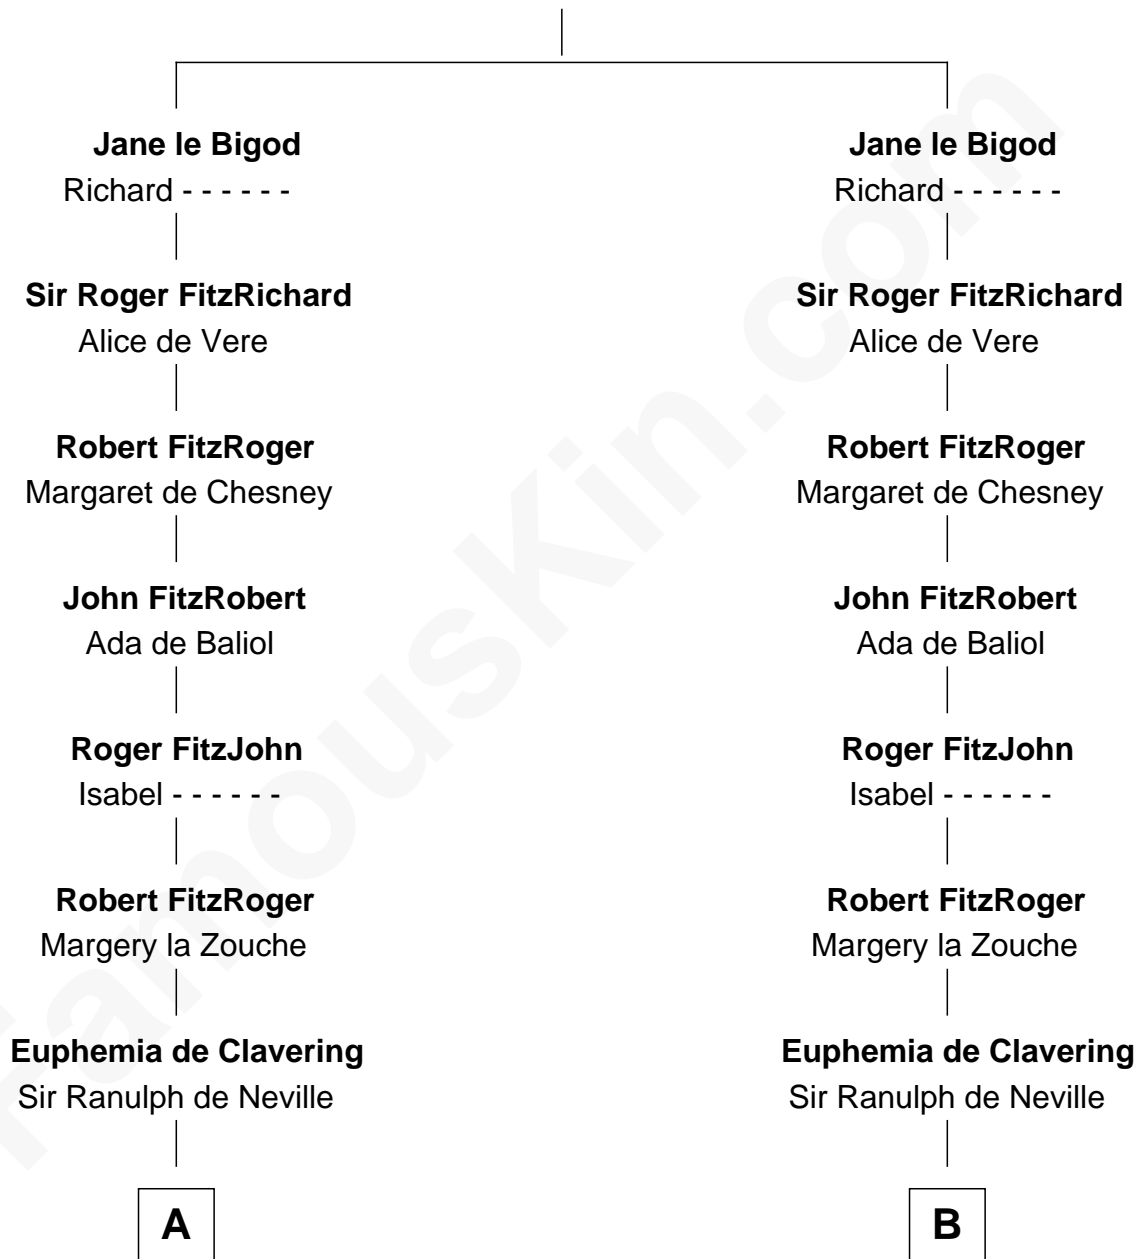 Jane le Bigod
Richard - - - - - -
Sir Roger FitzRichard
Alice de Vere
Robert FitzRoger
Margaret de Chesney
John FitzRobert
Ada de Baliol
Roger FitzJohn
Isabel - - - - - -
Robert FitzRoger
Margery la Zouche
Euphemia de Clavering
Sir Ranulph de Neville
A
Jane le Bigod
Richard - - - - - -
Sir Roger FitzRichard
Alice de Vere
Robert FitzRoger
Margaret de Chesney
John FitzRobert
Ada de Baliol
Roger FitzJohn
Isabel - - - - - -
Robert FitzRoger
Margery la Zouche
Euphemia de Clavering
Sir Ranulph de Neville
B
FamousKin.com